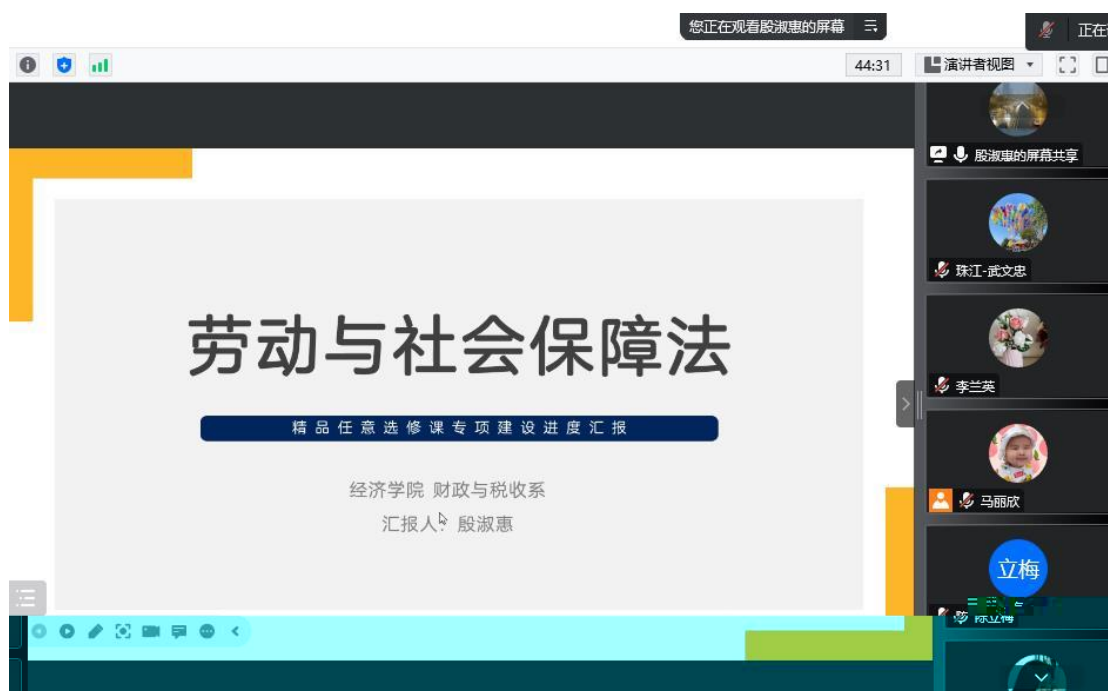 您正在观看殷淑惠的屏幕
正在
44:31
演讲者视图
殷淑惠的屏幕共享
珠江-武文忠
李兰英
马丽欣
立梅
陈立梅
劳动与社会保障法
精品任意选修课专项建设进度汇报
经济学院 财政与税收系
汇报人：殷淑惠